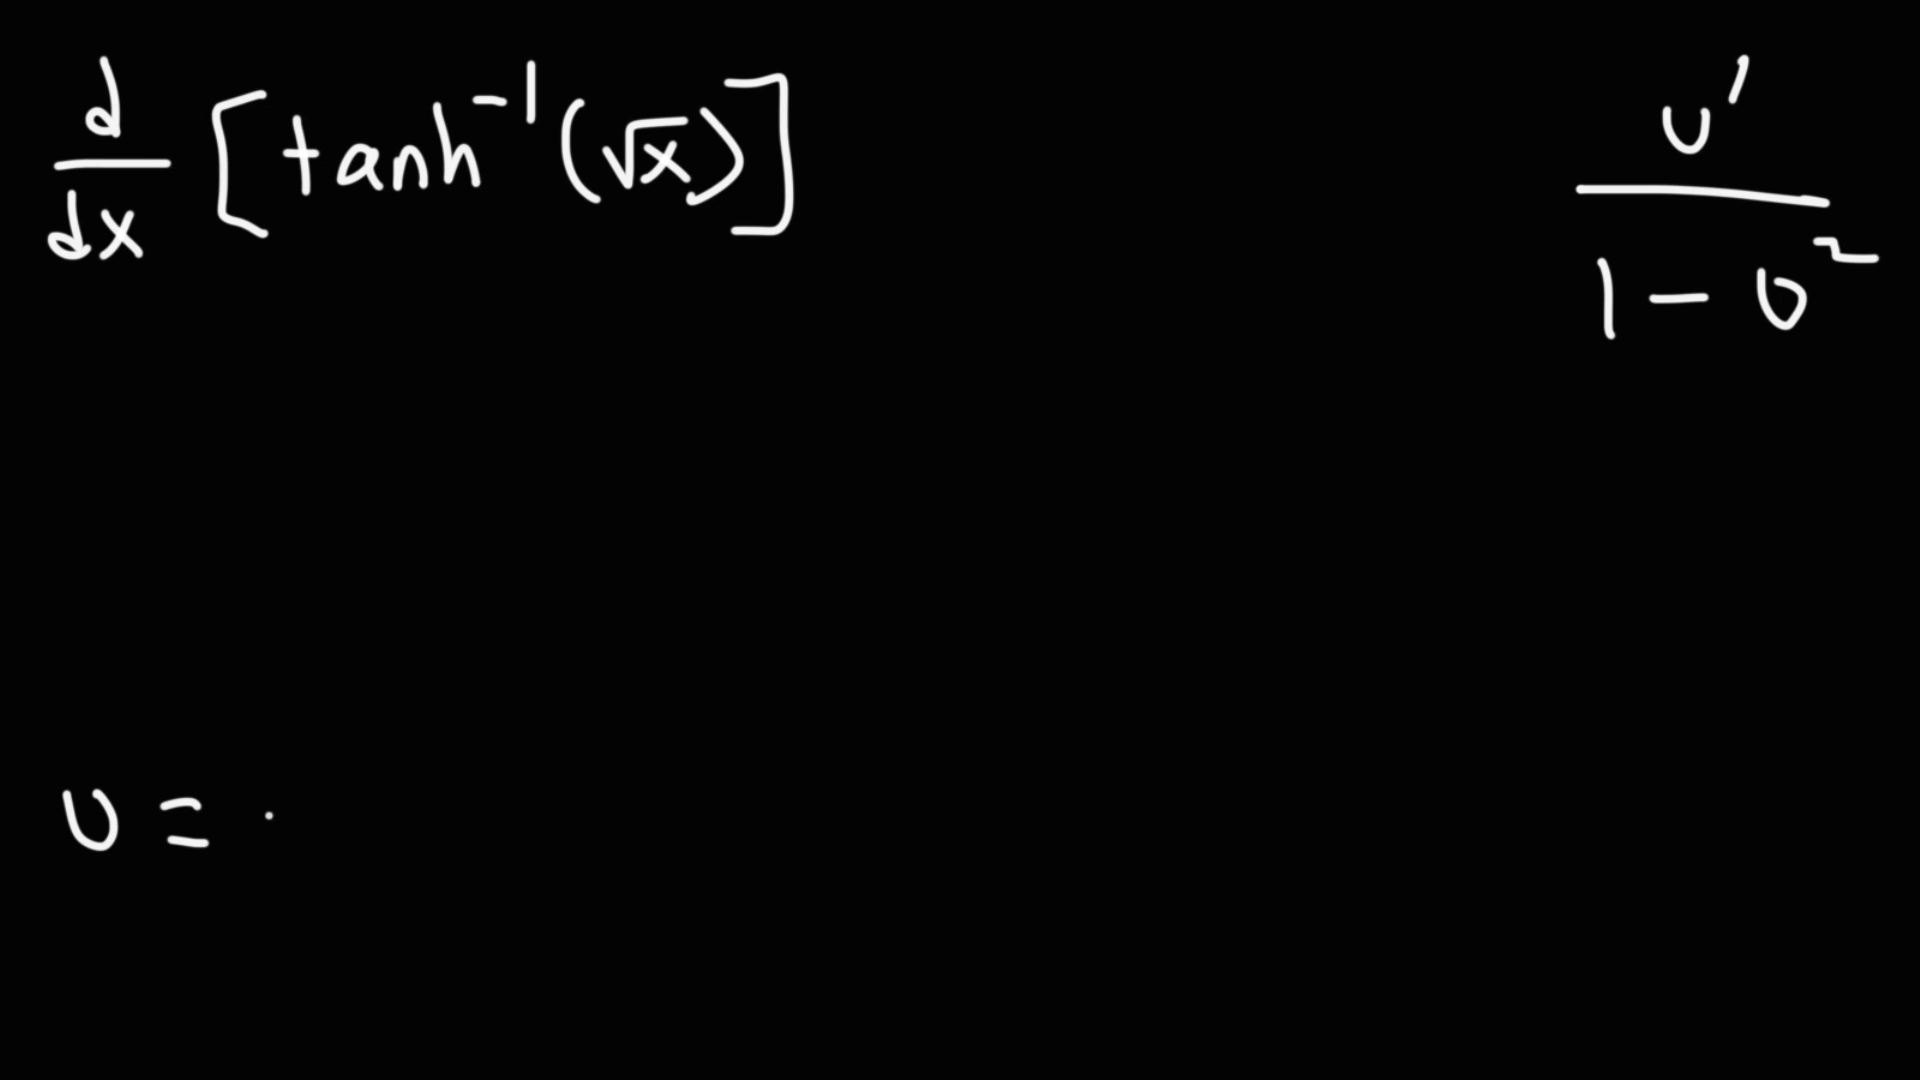 d/dx [tanh⁻¹(√x)]
u'/(1 - u²)
u =